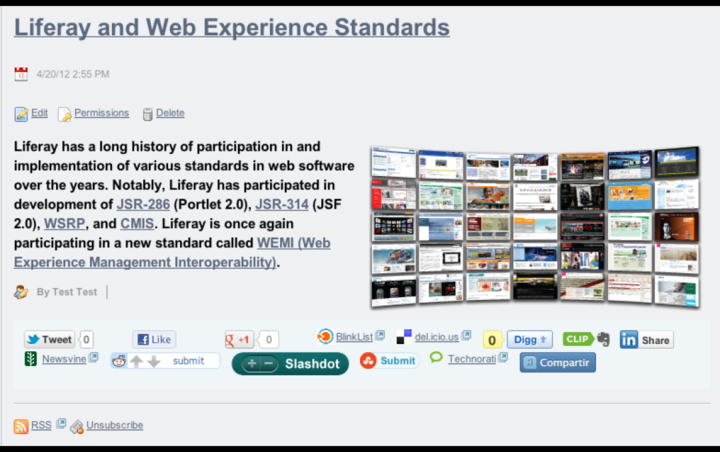 Liferay and Web Experience Standards
4/20/12 2:55 PM
Edit Permissions Delete
Liferay has a long history of participation in and
implementation of various standards in web software
over the years. Notably, Liferay has participated in
development of JSR-286 (Portlet 2.0), JSR-314 (JSF
2.0), WSRP, and CMIS. Liferay is once again
participating in a new standard called WEMI (Web
Experience Management Interoperability).
By Test Test
Tweet 0 Like +1 0 BlinkList del.icio.us 0 Digg CLIP in Share
Newsvine submit Slashdot Submit Technorati Compartir
RSS Unsubscribe